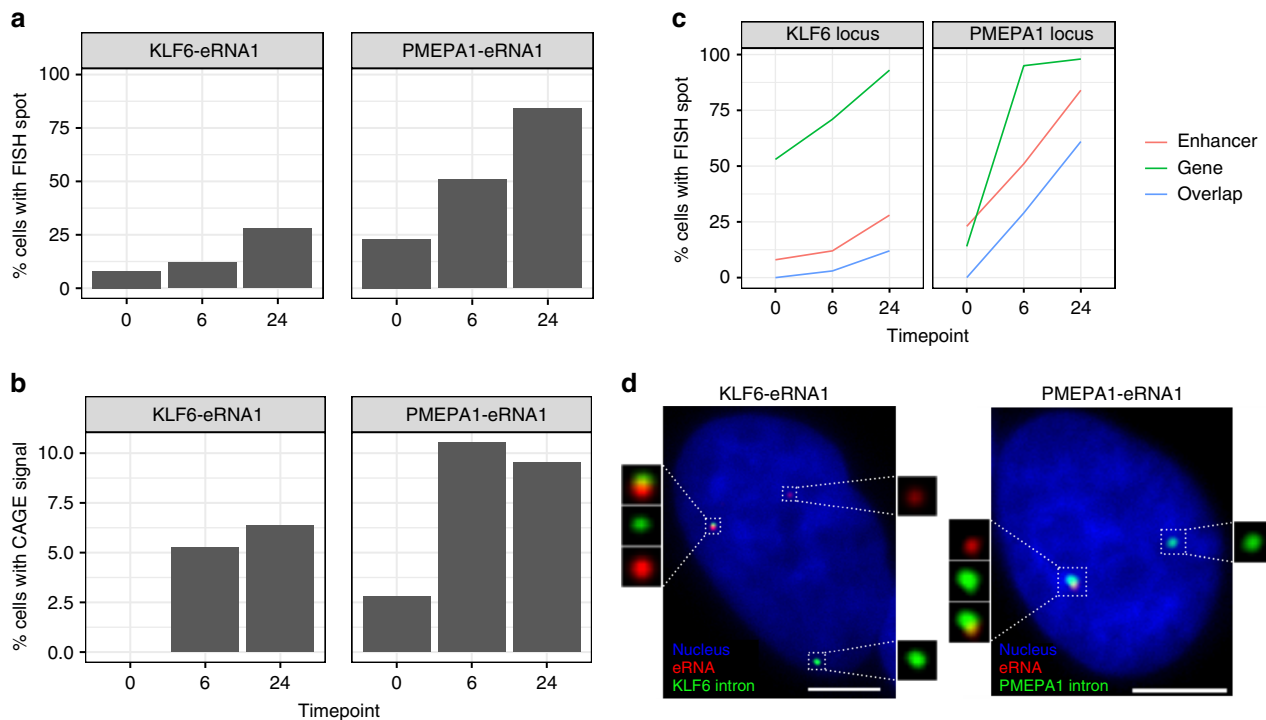 a
KLF6-eRNA1
PMEPA1-eRNA1
% cells with FISH spot
100
75
50
25
0
0
6
24
0
6
24
b
KLF6-eRNA1
PMEPA1-eRNA1
% cells with CAGE signal
10.0
7.5
5.0
2.5
0.0
0
6
24
0
6
24
Timepoint
c
KLF6 locus
PMEPA1 locus
% cells with FISH spot
100
75
50
25
0
0
6
24
0
6
24
Timepoint
Enhancer
Gene
Overlap
d
KLF6-eRNA1
Nucleus
eRNA
KLF6 intron
PMEPA1-eRNA1
Nucleus
eRNA
PMEPA1 intron